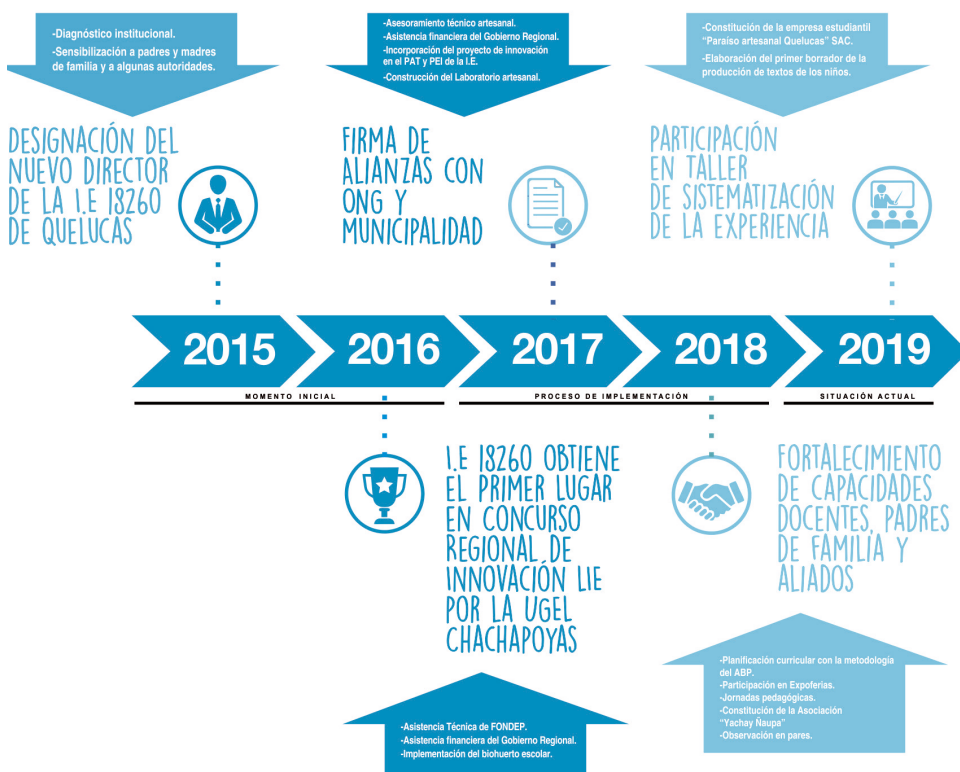 -Diagnóstico institucional.
-Sensibilización a padres y madres
de familia y a algunas autoridades.
-Asesoramiento técnico artesanal.
-Asistencia financiera del Gobierno Regional.
-Incorporación del proyecto de innovación
en el PAT y PEI de la I.E.
-Construcción del Laboratorio artesanal.
-Constitución de la empresa estudiantil
“Paraíso artesanal Quelucas” SAC.
-Elaboración del primer borrador de la
producción de textos de los niños.
DESIGNACIÓN DEL
NUEVO DIRECTOR
DE LA I.E 18260
DE QUELUCAS
FIRMA DE
ALIANZAS CON
ONG Y
MUNICIPALIDAD
PARTICIPACIÓN
EN TALLER
DE SISTEMATIZACIÓN
DE LA EXPERIENCIA
2015
2016
2017
2018
2019
MOMENTO INICIAL
PROCESO DE IMPLEMENTACIÓN
SITUACIÓN ACTUAL
I.E 18260 OBTIENE
EL PRIMER LUGAR
EN CONCURSO
REGIONAL DE
INNOVACIÓN LIE
POR LA UGEL
CHACHAPOYAS
FORTALECIMIENTO
DE CAPACIDADES
DOCENTES, PADRES
DE FAMILIA Y
ALIADOS
-Asistencia Técnica de FONDEP.
-Asistencia financiera del Gobierno Regional.
-Implementación del biohuerto escolar.
-Planificación curricular con la metodología
del ABP.
-Participación en Expoferias.
-Jornadas pedagógicas.
-Constitución de la Asociación
“Yachay Ñaupa”
-Observación en pares.